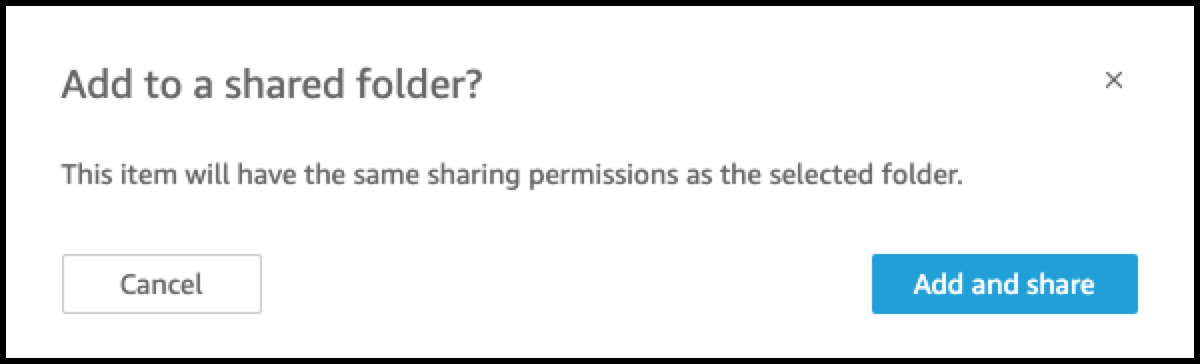 Add to a shared folder?
This item will have the same sharing permissions as the selected folder.
Cancel
Add and share